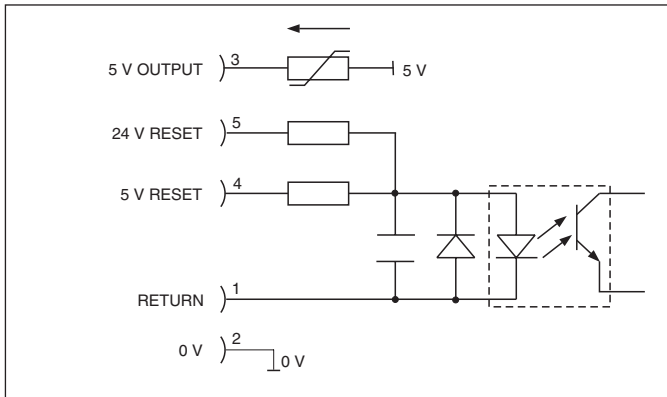 5 V OUTPUT 3 5 V
24 V RESET 5
5 V RESET 4
RETURN 1
0 V 2 0 V